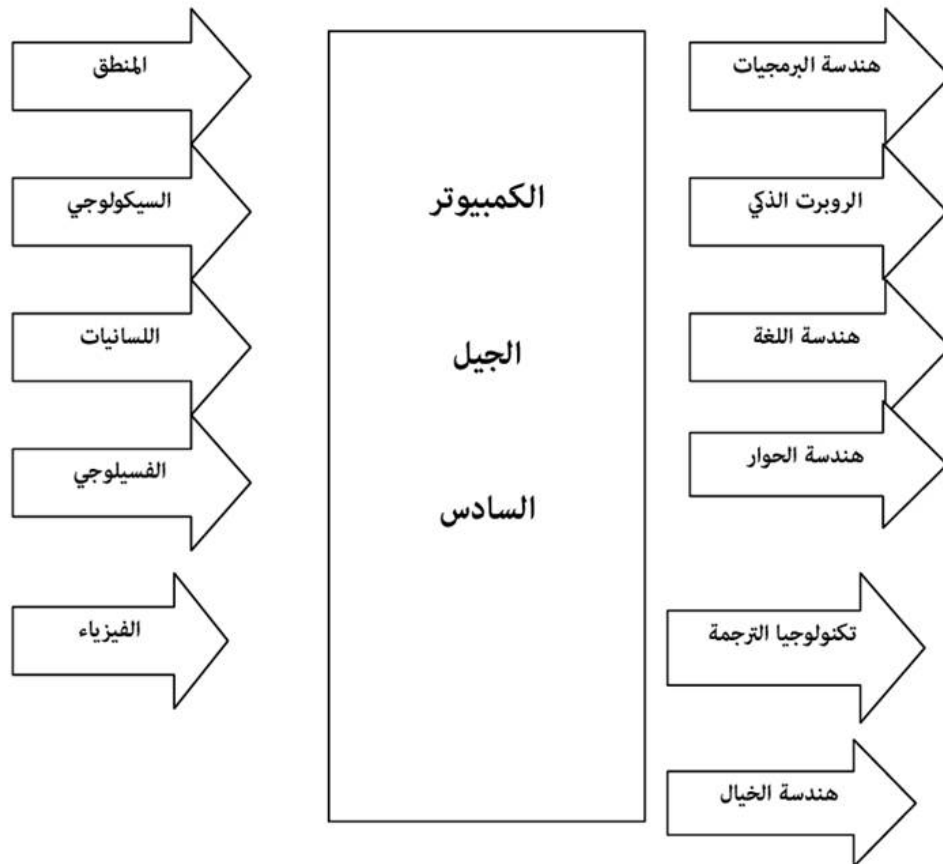 المنطق
السيكولوجي
اللسانيات
الفسيلوجي
الفيزياء
الكمبيوتر
الجيل
السادس
هندسة البرمجيات
الروبرت الذكي
هندسة اللغة
هندسة الحوار
تكنولوجيا الترجمة
هندسة الخيال